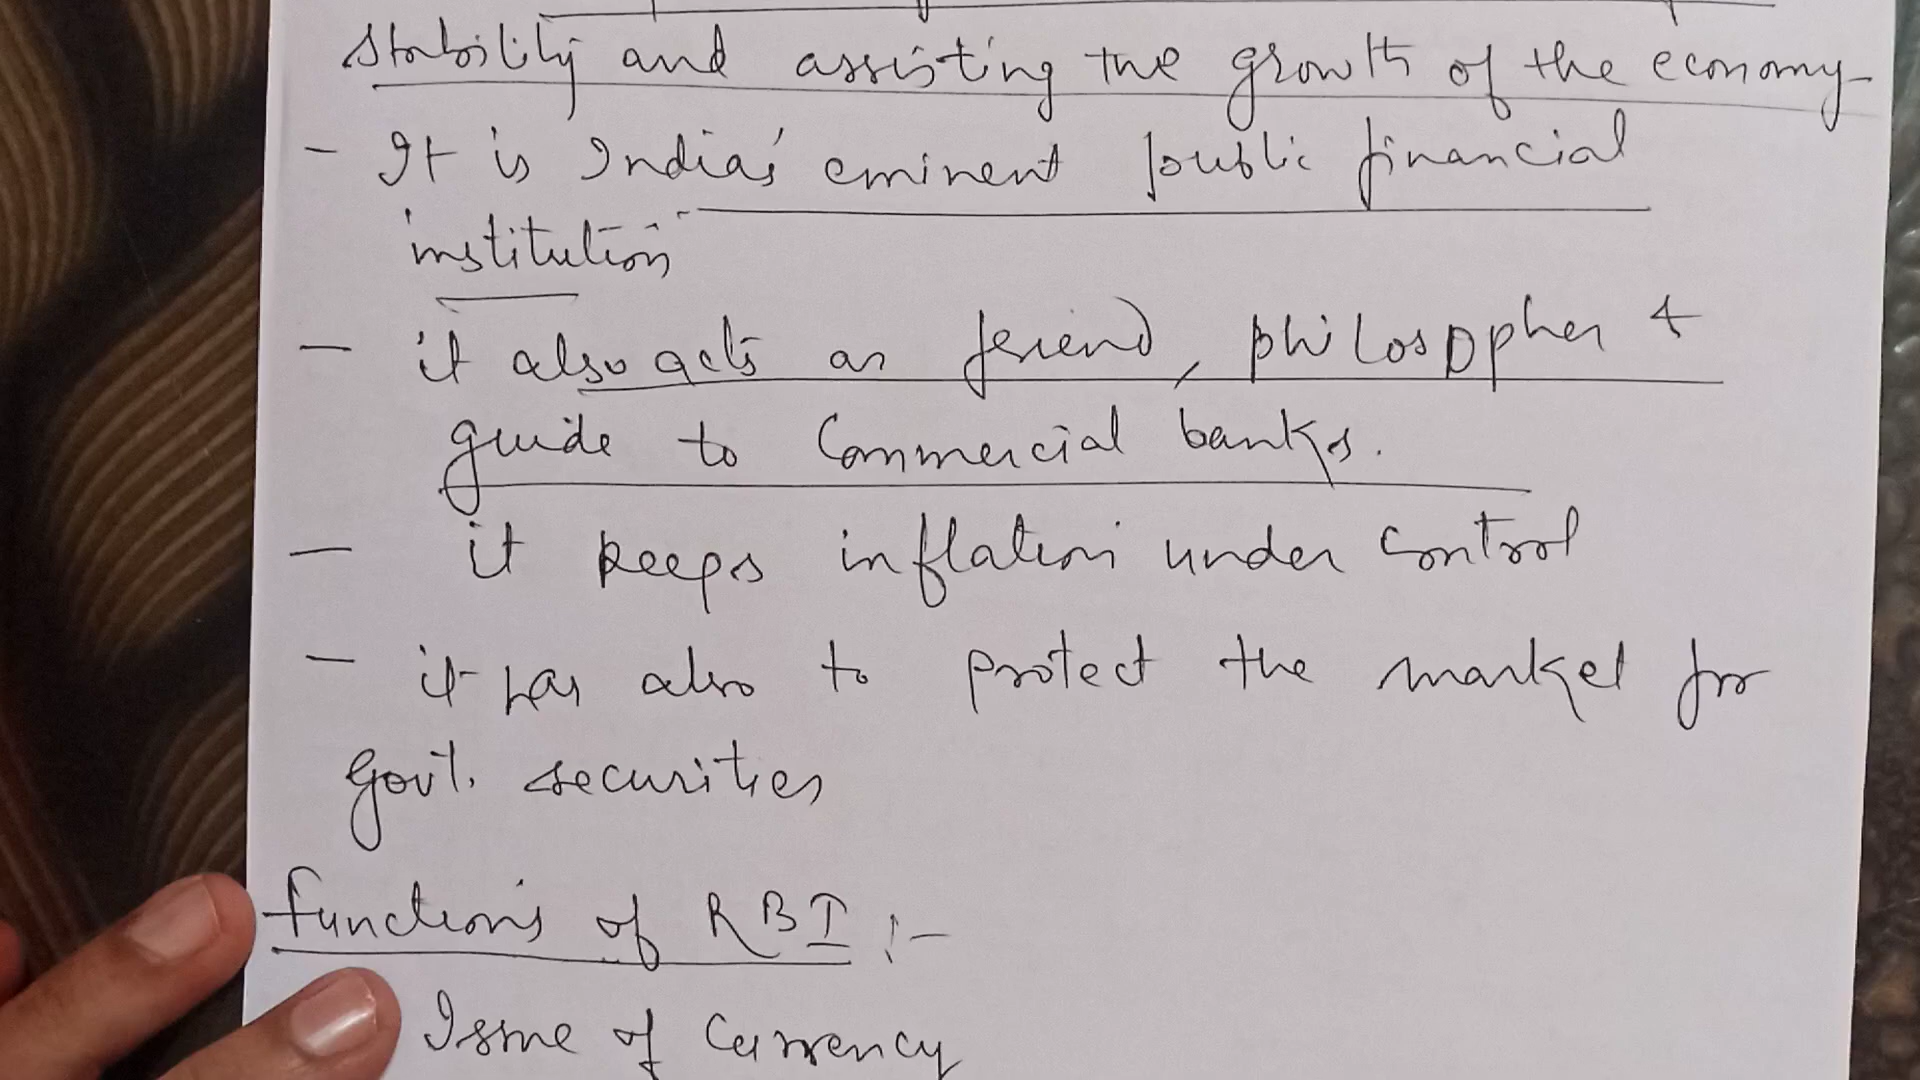 stability and assisting the growth of the economy
- It is India's eminent public financial
institution
- it also acts as friend, philosopher &
guide to Commercial banks.
- it keeps inflation under control
- it has also to protect the market for
govt. securities
functions of RBI :-
Issue of Currency